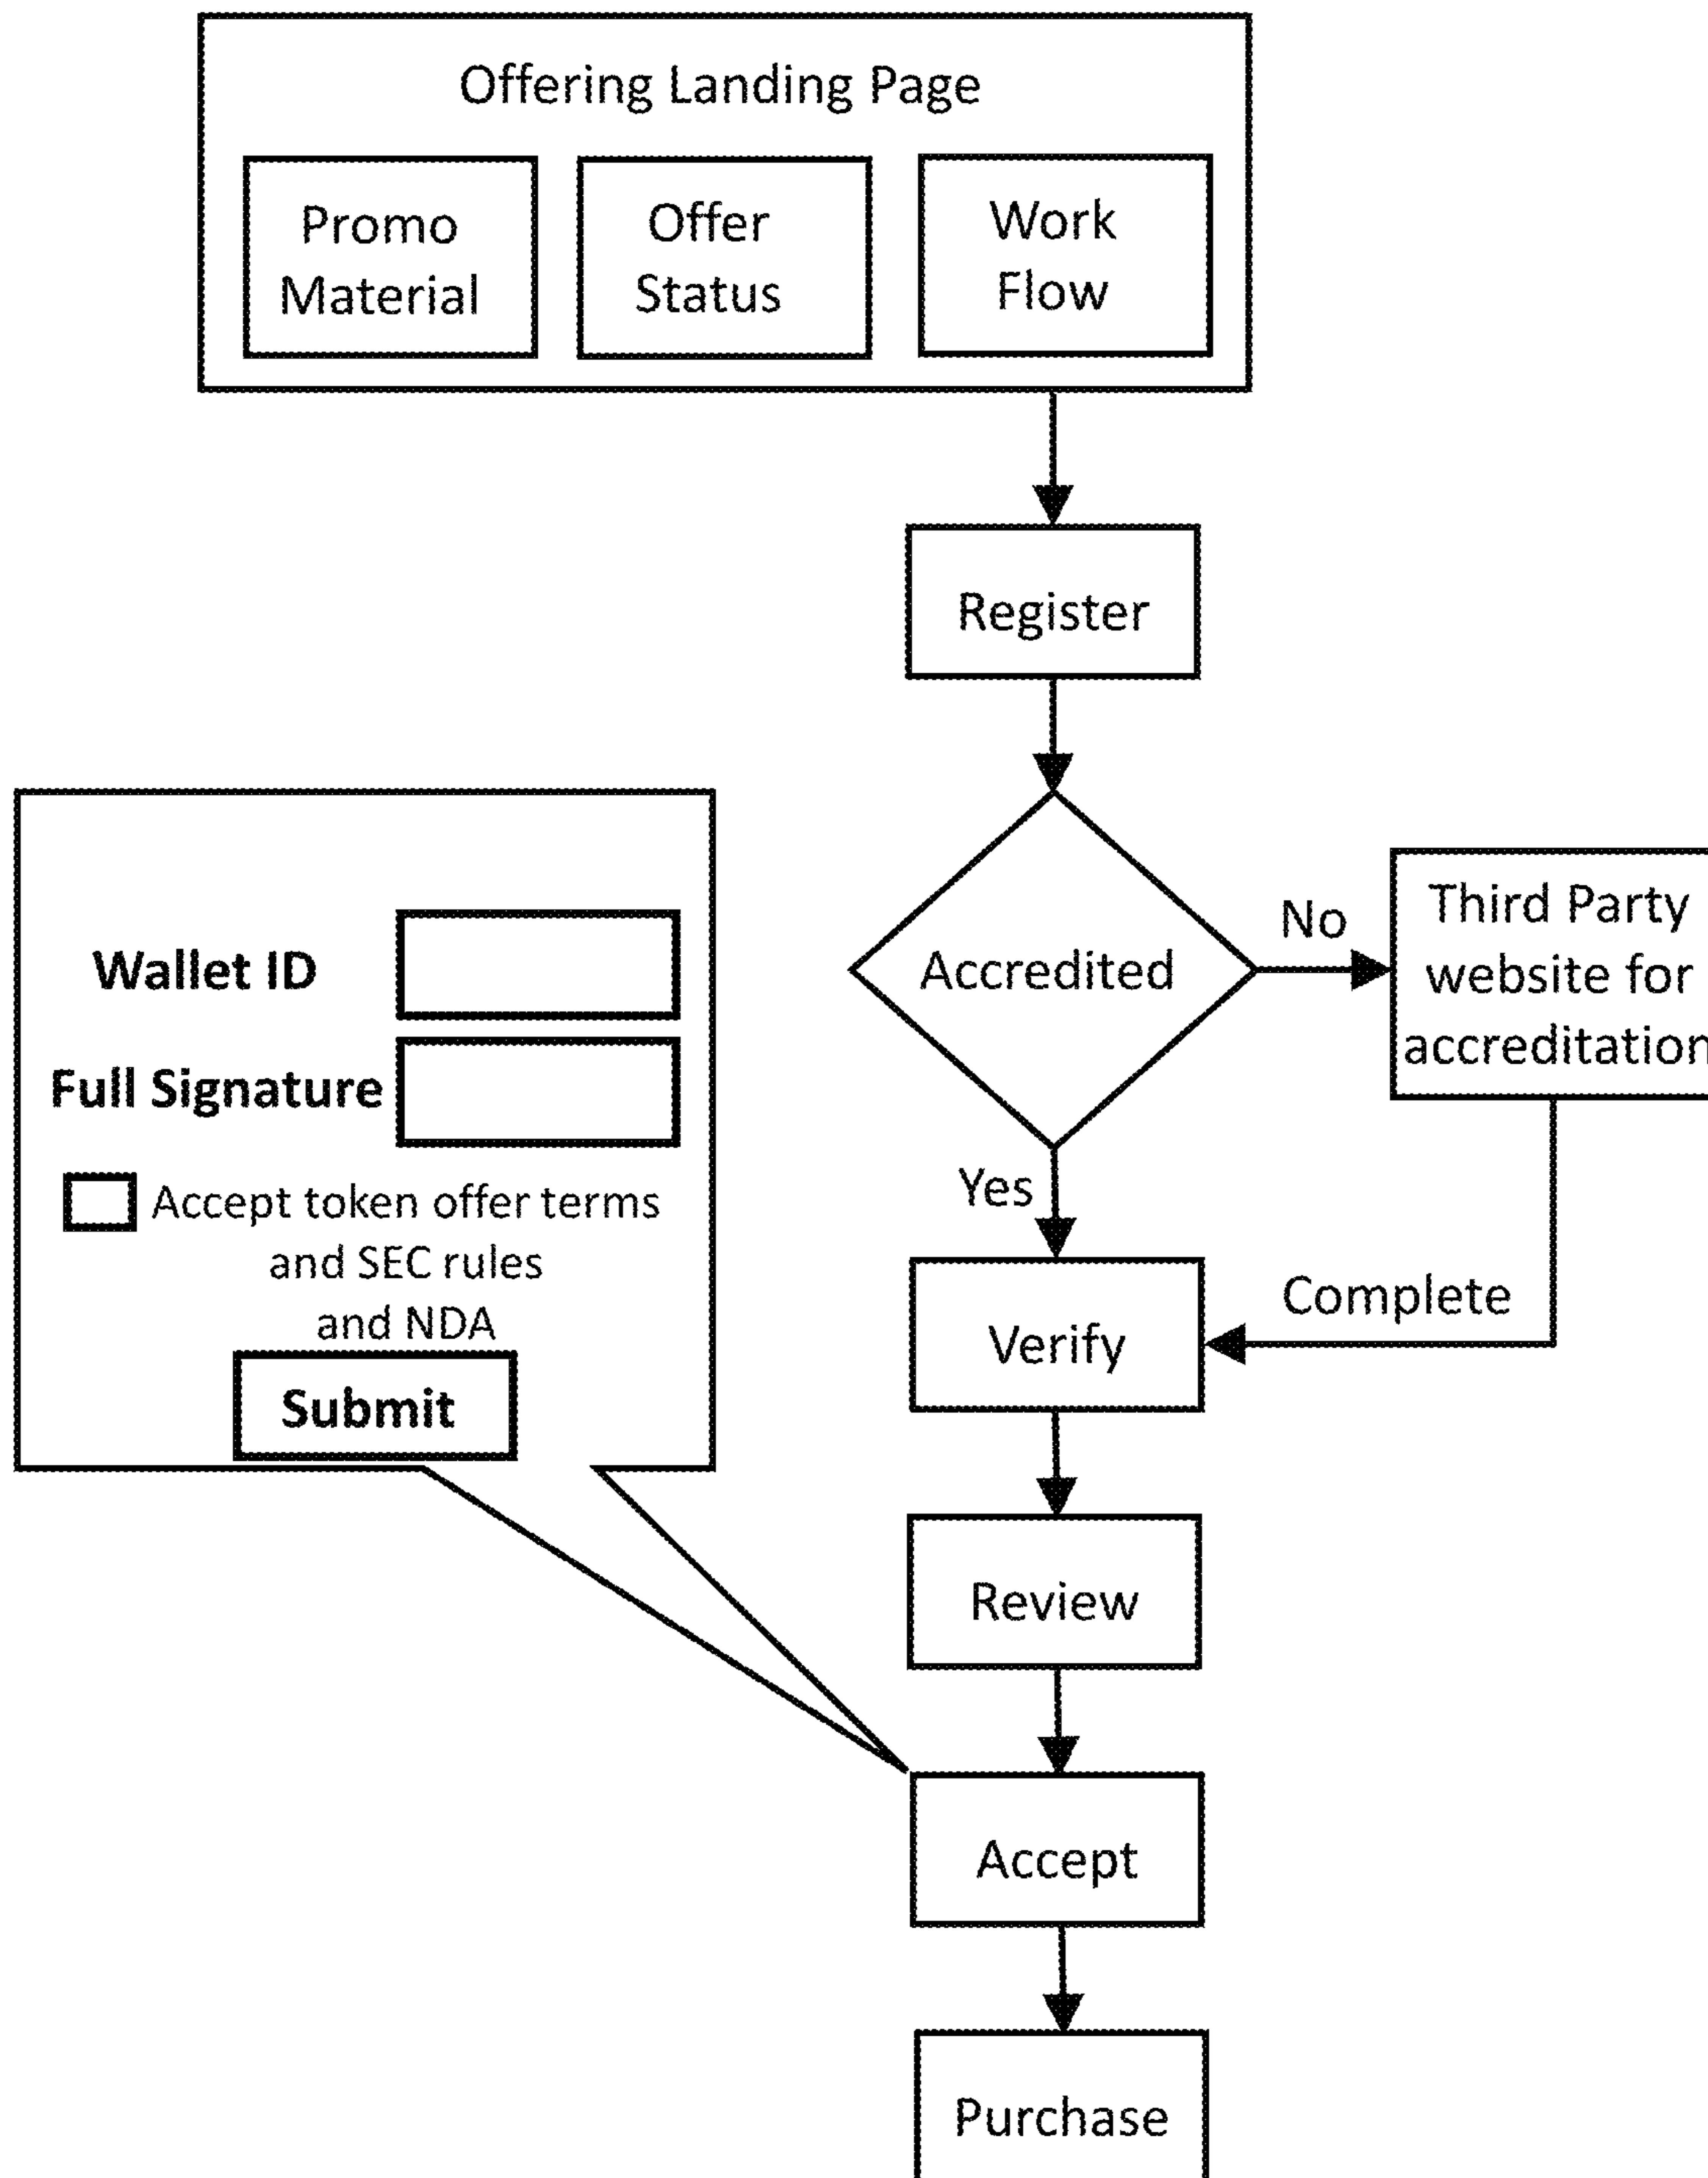 Offering Landing Page
Promo
Material
Offer
Status
Work
Flow
Register
Accredited
No
Third Party
website for
accreditation
Wallet ID
Full Signature
Accept token offer terms
and SEC rules
and NDA
Submit
Yes
Complete
Verify
Review
Accept
Purchase